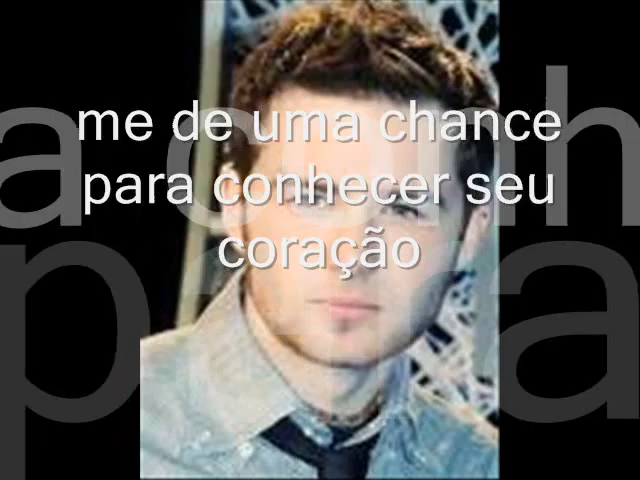 me de uma chance
para conhecer seu
coração